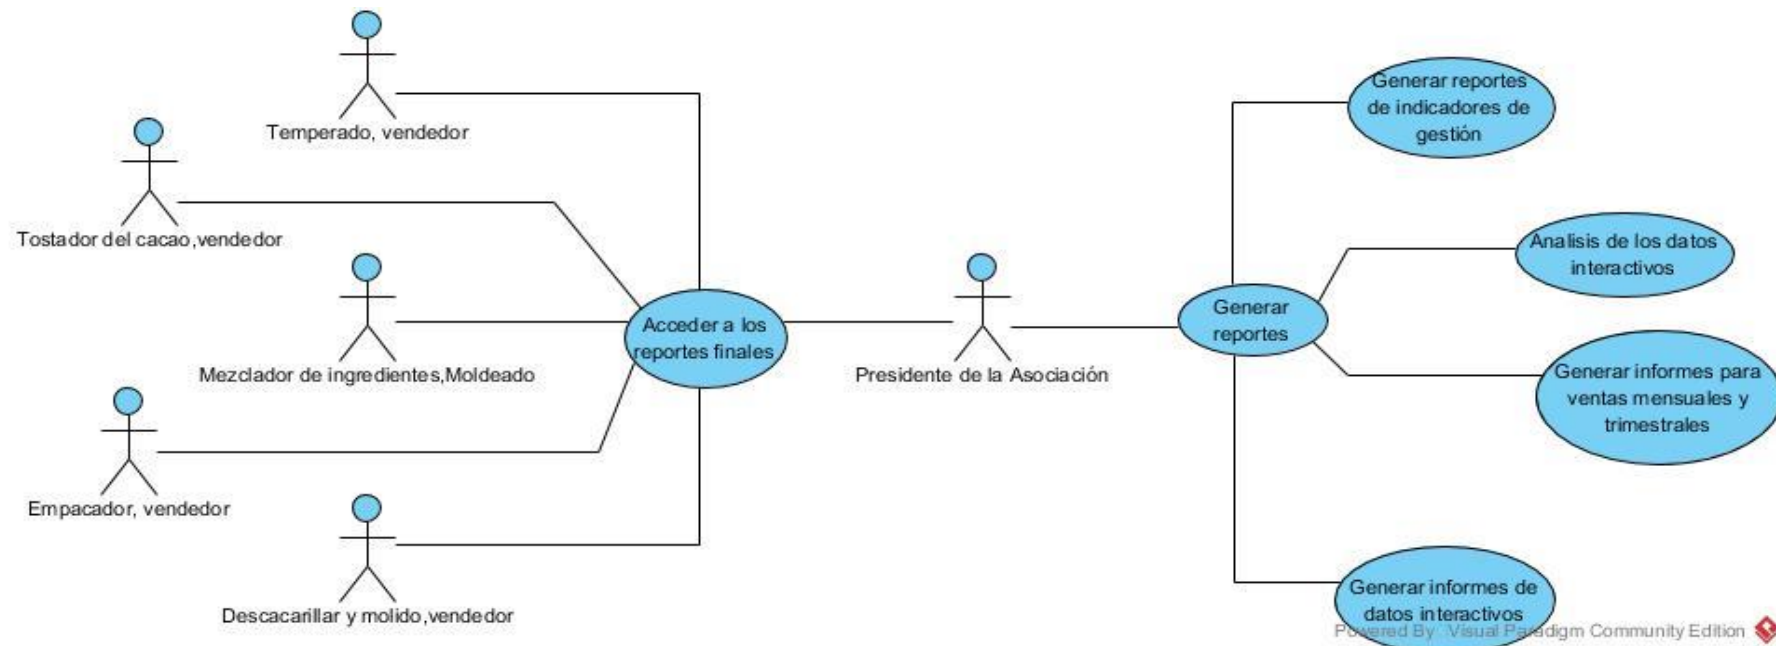 Temperado, vendedor
Tostador del cacao,vendedor
Mezclador de ingredientes,Moldeado
Empacador, vendedor
Descacarillar y molido,vendedor
Acceder a los
reportes finales
Presidente de la Asociación
Generar
reportes
Generar reportes
de indicadores de
gestión
Analisis de los datos
interactivos
Generar informes para
ventas mensuales y
trimestrales
Generar informes de
datos interactivos
Powered By Visual Paradigm Community Edition